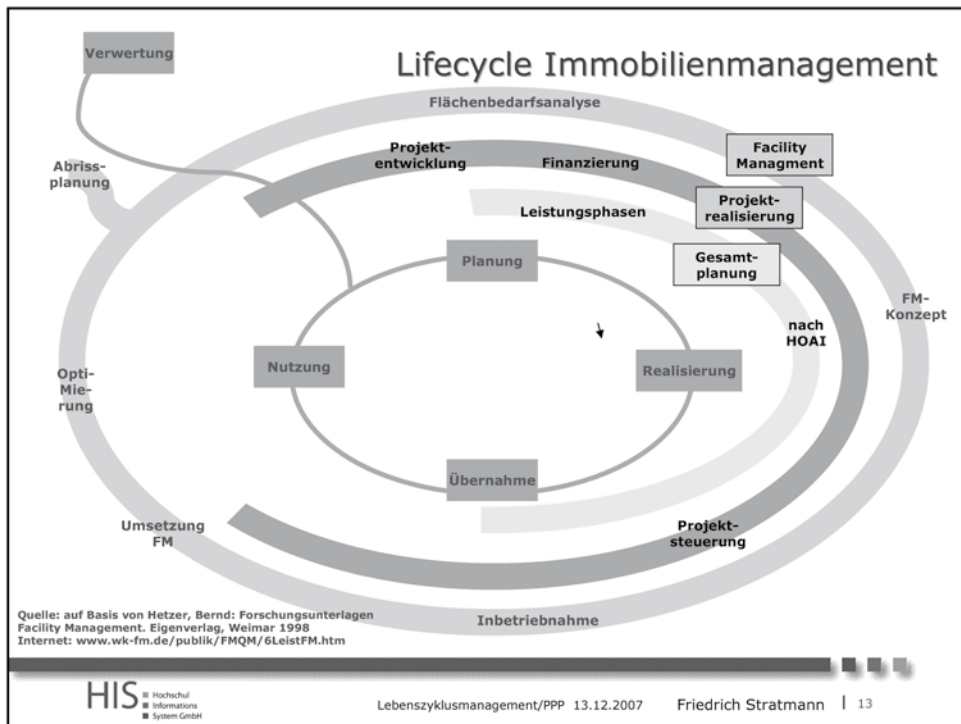 Verwertung
Lifecycle Immobilienmanagement
Flächenbedarfsanalyse
Projekt-
entwicklung
Finanzierung
Facility
Managment
Abriss-
planung
Leistungsphasen
Projekt-
realisierung
Planung
Gesamt-
planung
FM-
Konzept
nach
HOAI
Nutzung
Realisierung
Opti-
Mie-
rung
Übernahme
Umsetzung
FM
Projekt-
steuerung
Inbetriebnahme
Quelle: auf Basis von Hetzer, Bernd: Forschungsunterlagen
Facility Management. Eigenverlag, Weimar 1998
Internet: www.wk-fm.de/publik/FMQM/6LeistFM.htm
HIS
Hochschul
Informations
System GmbH
Lebenszyklusmanagement/PPP 13.12.2007
Friedrich Stratmann
13